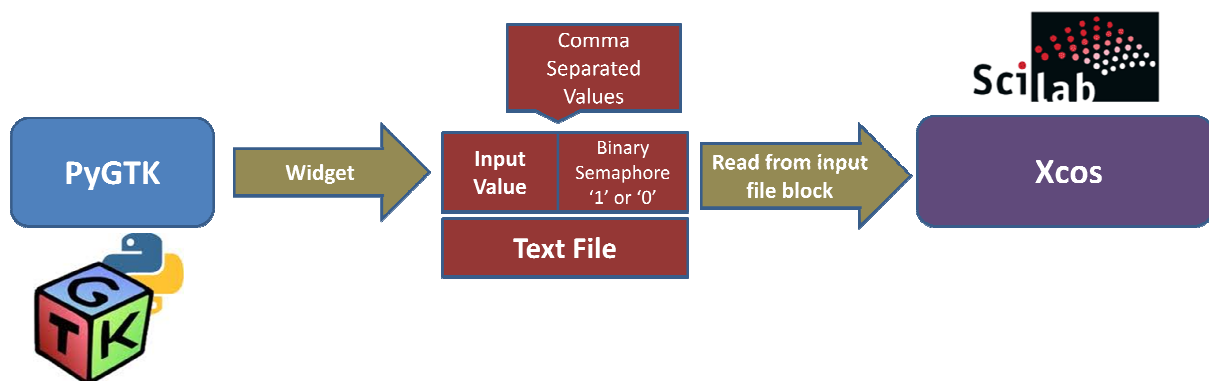 Comma
Separated
Values
Scilab
PyGTK
Widget
Input
Value
Binary
Semaphore
‘1’ or ‘0’
Read from input
file block
Xcos
Text File
G
T K